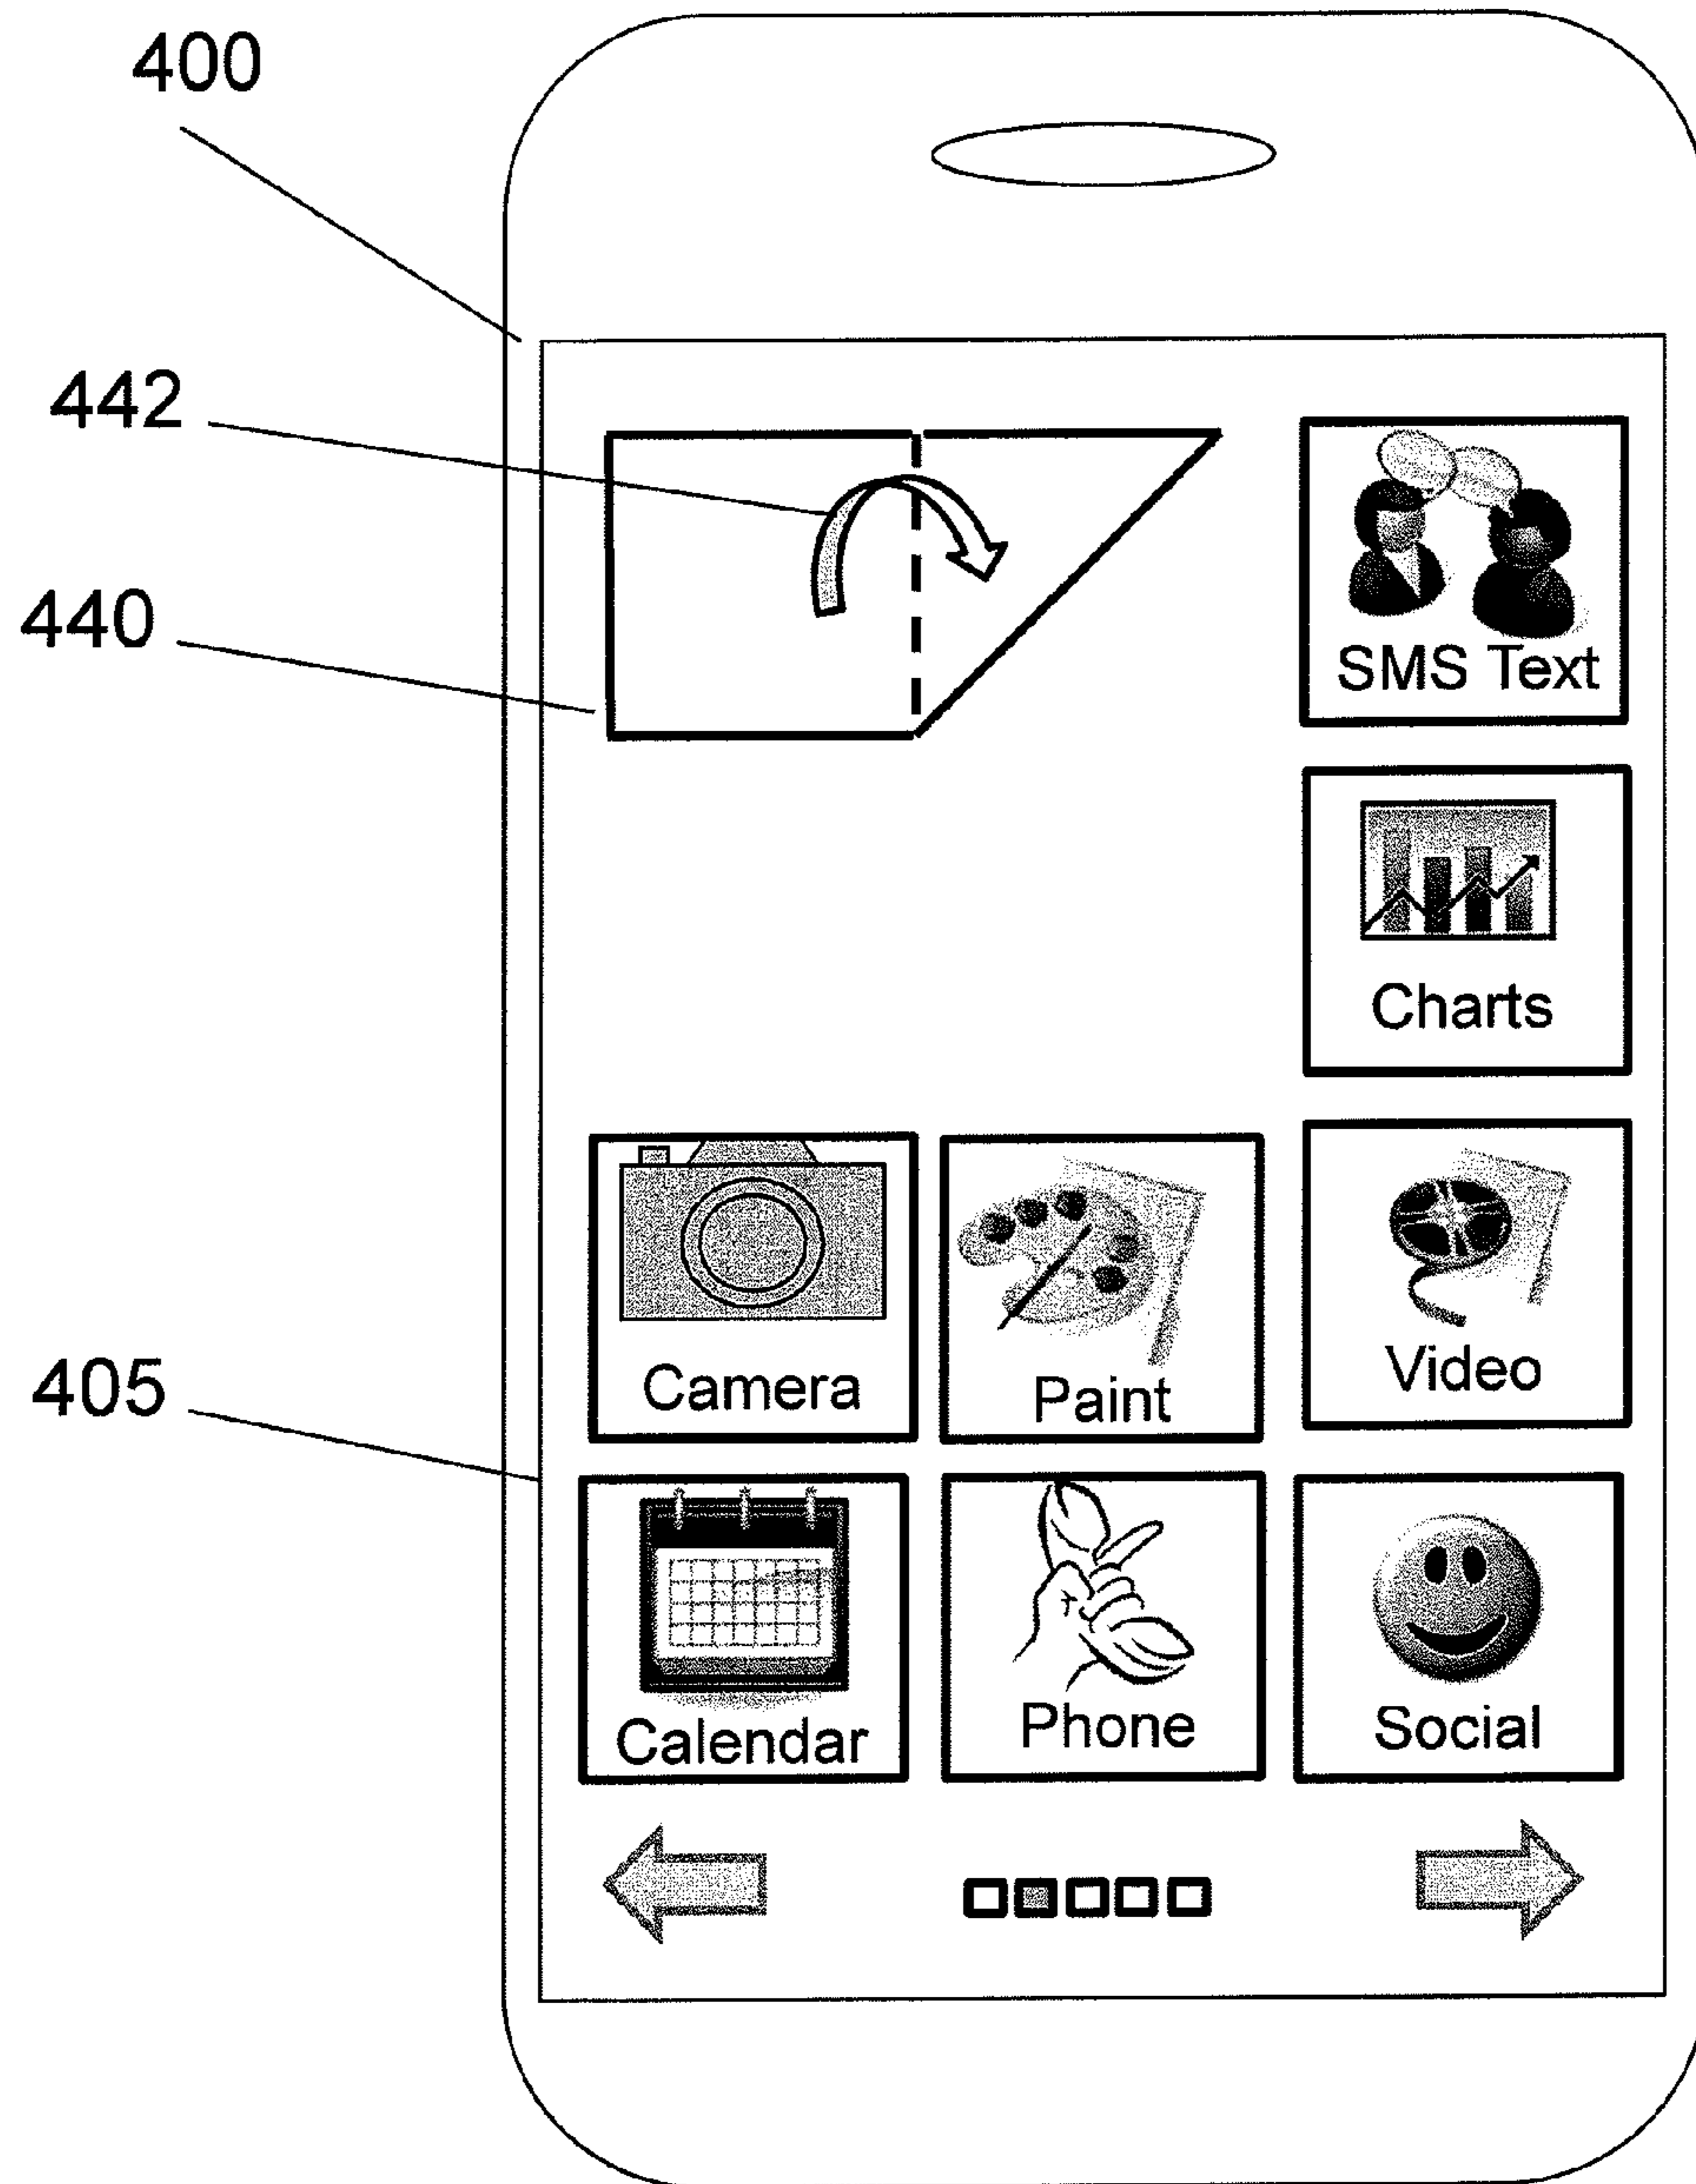 400
442
440
SMS Text
Charts
Camera
Paint
Video
405
Calendar
Phone
Social